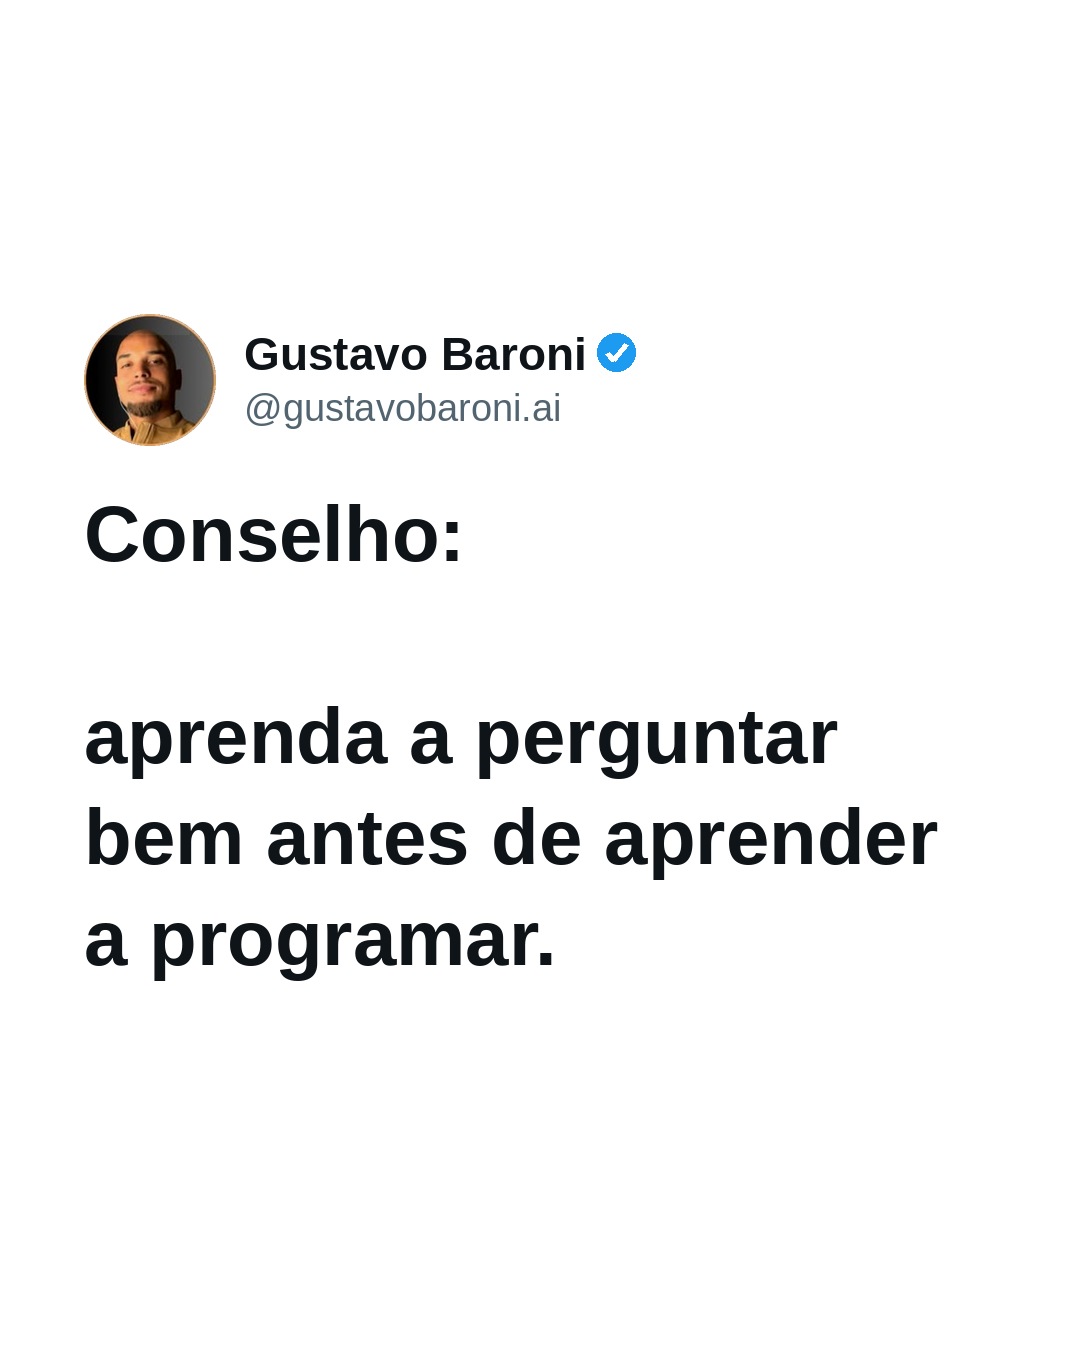 Gustavo Baroni
@gustavobaroni.ai
Conselho:
aprenda a perguntar
bem antes de aprender
a programar.